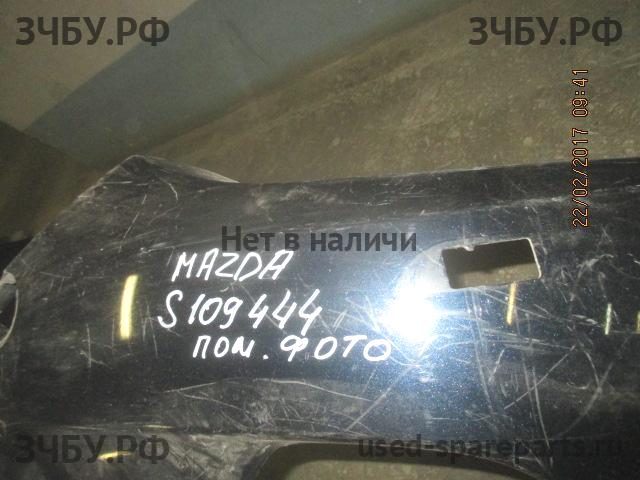 ЗЧБУ.РФ
ЗЧБУ.РФ
22/02/2017 09:41
Нет в наличии
MAZDA
S109444
ПОМ. ФОТО
ЗЧБУ.РФ
used-spareparts.ru